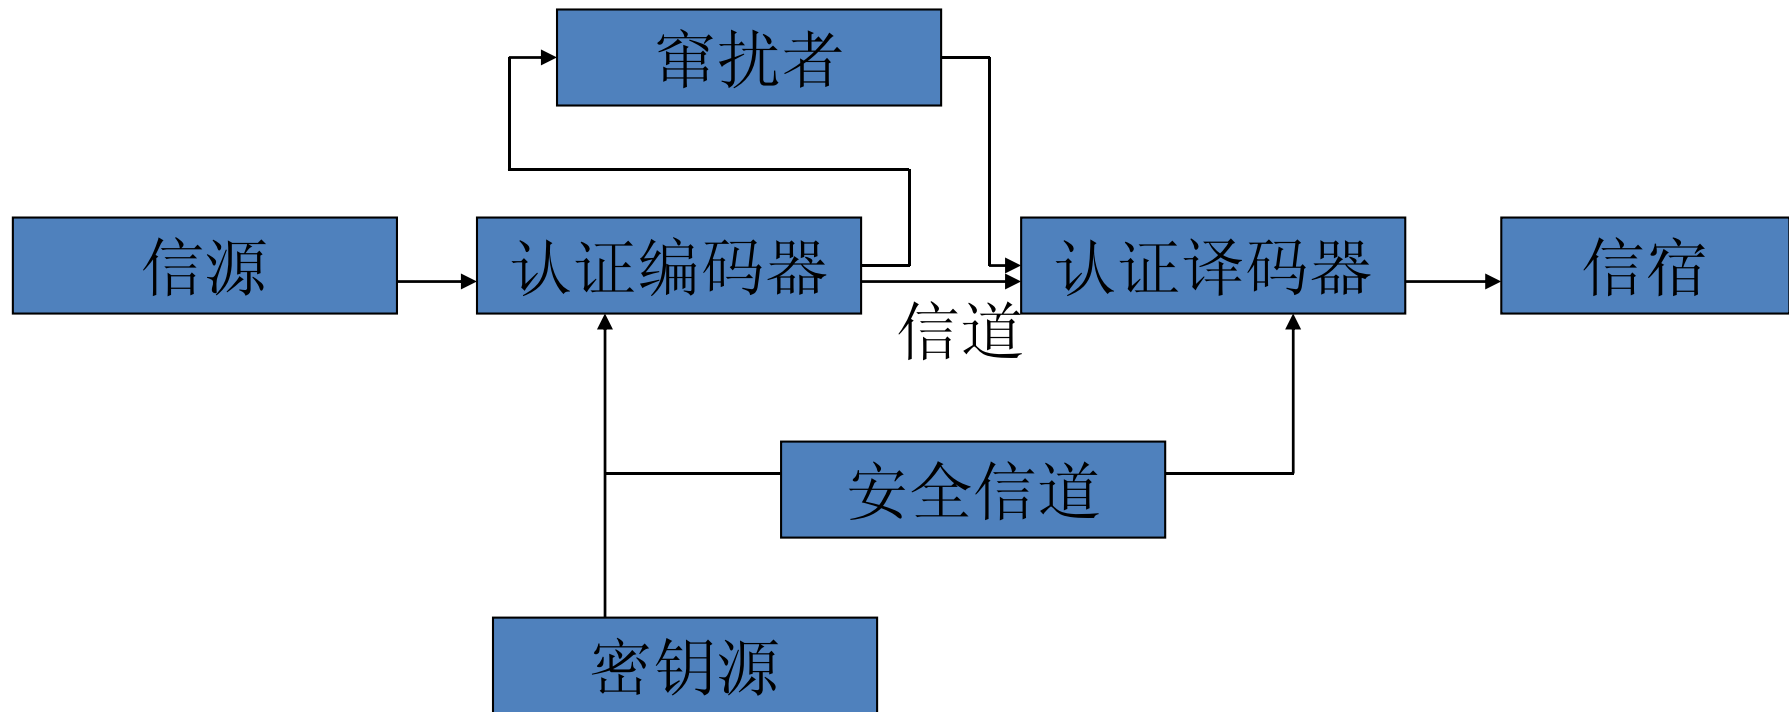 窜扰者
信源
认证编码器
认证译码器
信宿
信道
安全信道
密钥源